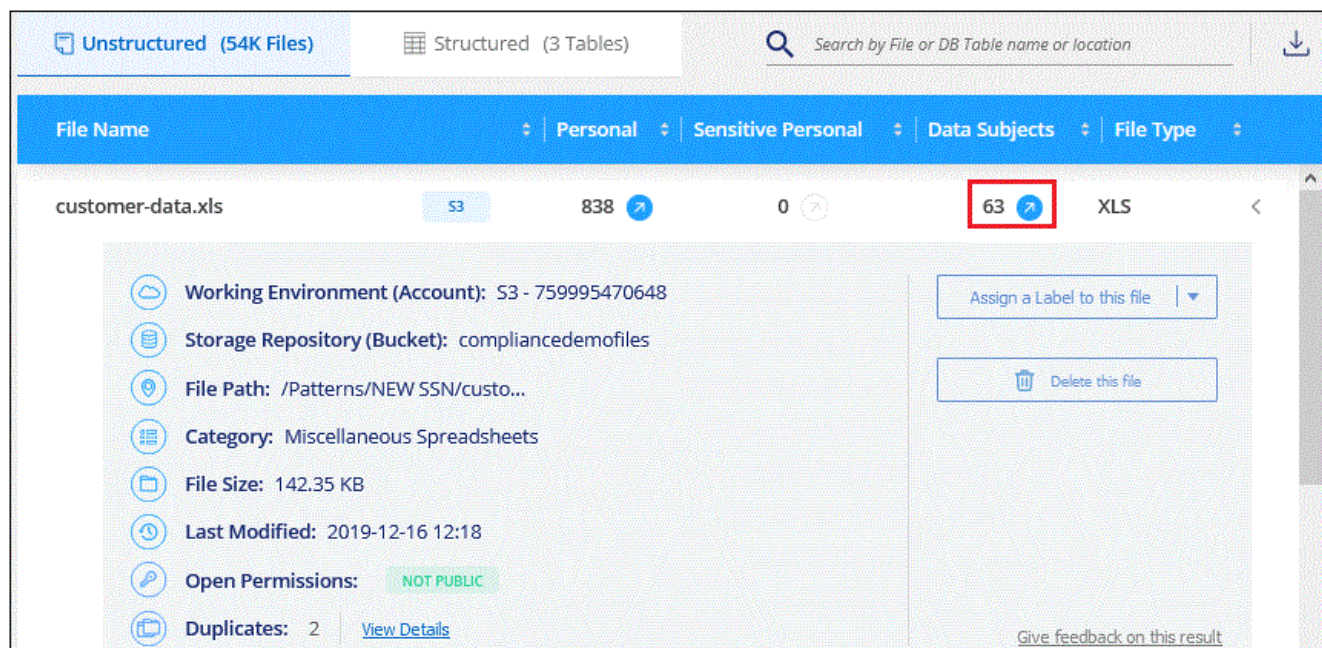 Unstructured (54K Files) Structured (3 Tables) Search by File or DB Table name or location
File Name Personal Sensitive Personal Data Subjects File Type
customer-data.xls S3 838 0 63 XLS
Working Environment (Account): S3 - 759995470648
Assign a Label to this file
Storage Repository (Bucket): compliancedemofiles
File Path: /Patterns/NEW SSN/custo...
Delete this file
Category: Miscellaneous Spreadsheets
File Size: 142.35 KB
Last Modified: 2019-12-16 12:18
Open Permissions: NOT PUBLIC
Duplicates: 2 View Details
Give feedback on this result